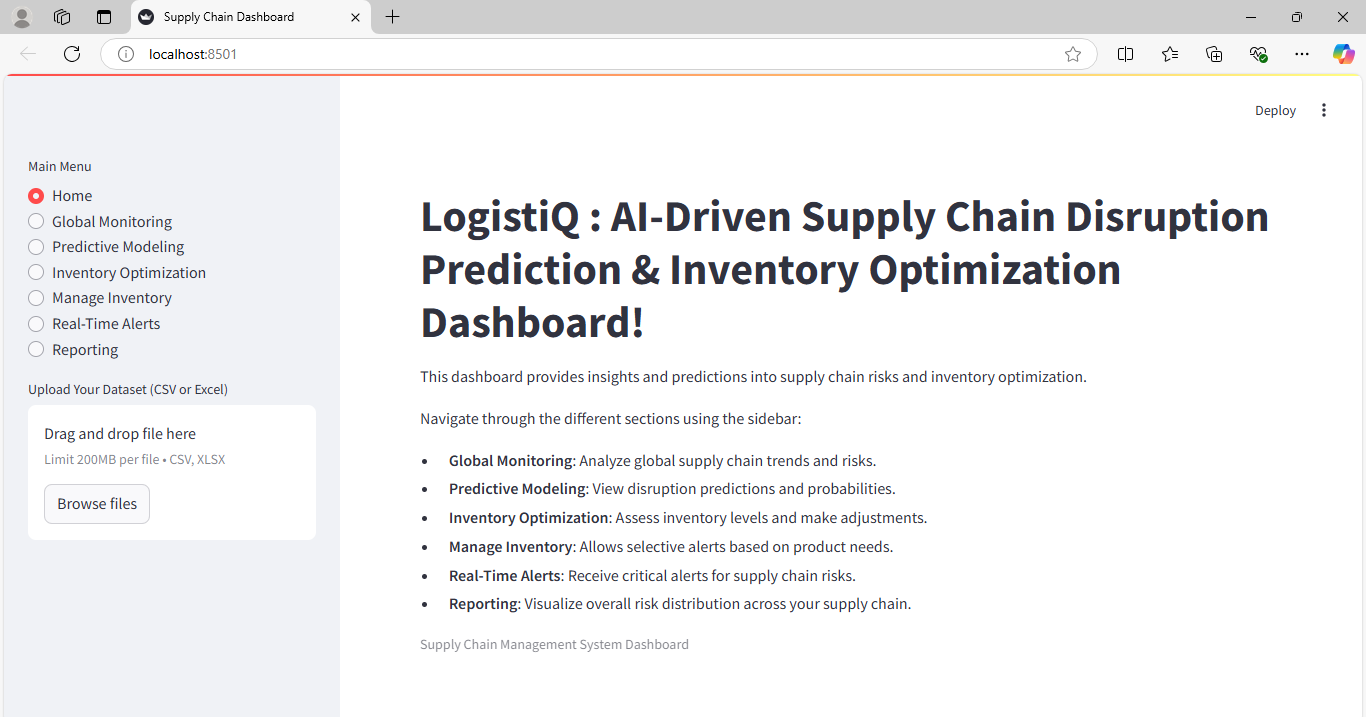 Supply Chain Dashboard
localhost:8501
Deploy
Main Menu
Home
Global Monitoring
Predictive Modeling
Inventory Optimization
Manage Inventory
Real-Time Alerts
Reporting
Upload Your Dataset (CSV or Excel)
Drag and drop file here
Limit 200MB per file • CSV, XLSX
Browse files
LogistiQ : AI-Driven Supply Chain Disruption
Prediction & Inventory Optimization
Dashboard!
This dashboard provides insights and predictions into supply chain risks and inventory optimization.
Navigate through the different sections using the sidebar:
• Global Monitoring: Analyze global supply chain trends and risks.
• Predictive Modeling: View disruption predictions and probabilities.
• Inventory Optimization: Assess inventory levels and make adjustments.
• Manage Inventory: Allows selective alerts based on product needs.
• Real-Time Alerts: Receive critical alerts for supply chain risks.
• Reporting: Visualize overall risk distribution across your supply chain.
Supply Chain Management System Dashboard